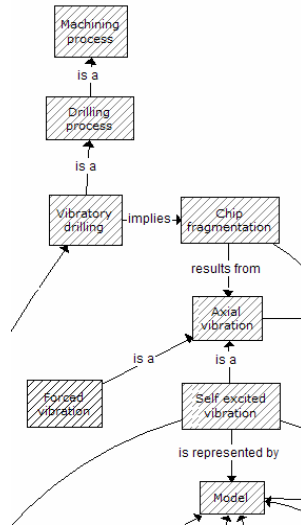 Machining
process
is a
Drilling
process
is a
Vibratory
drilling
implies
Chip
fragmentation
results from
Axial
vibration
is a
is a
Forced
vibration
Self excited
vibration
is represented by
Model